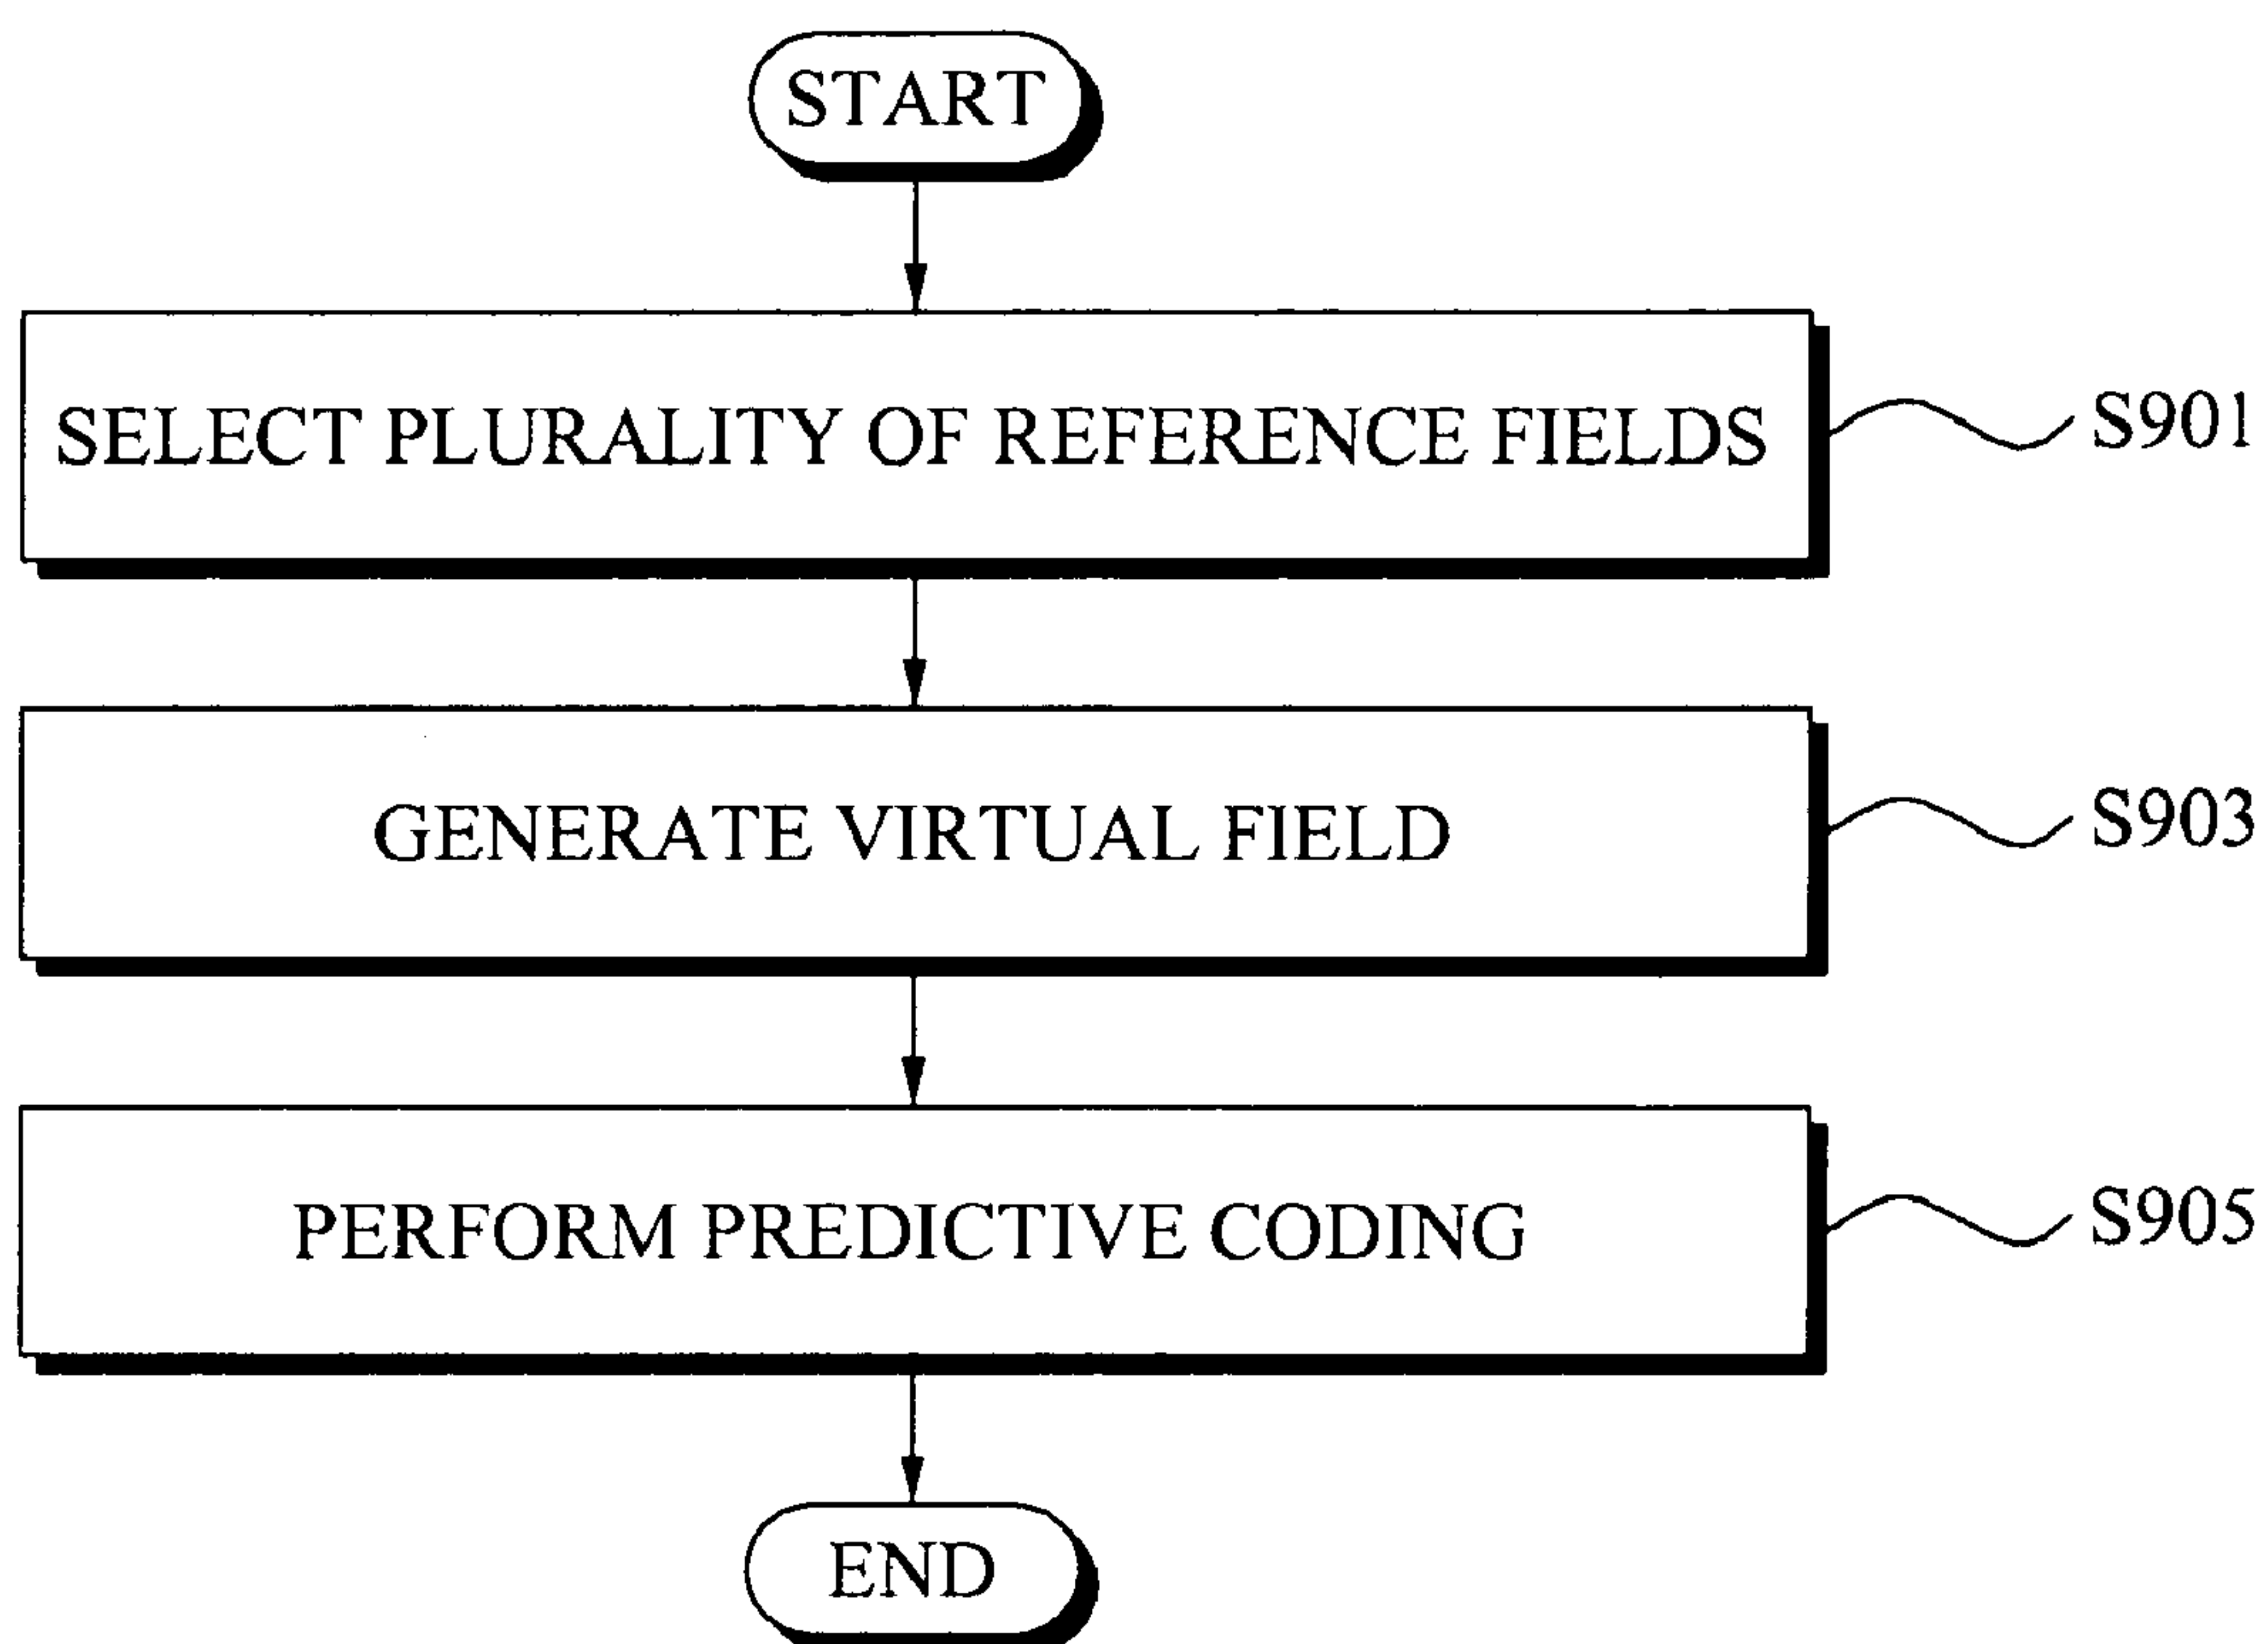 START
SELECT PLURALITY OF REFERENCE FIELDS
S901
GENERATE VIRTUAL FIELD
S903
PERFORM PREDICTIVE CODING
S905
END